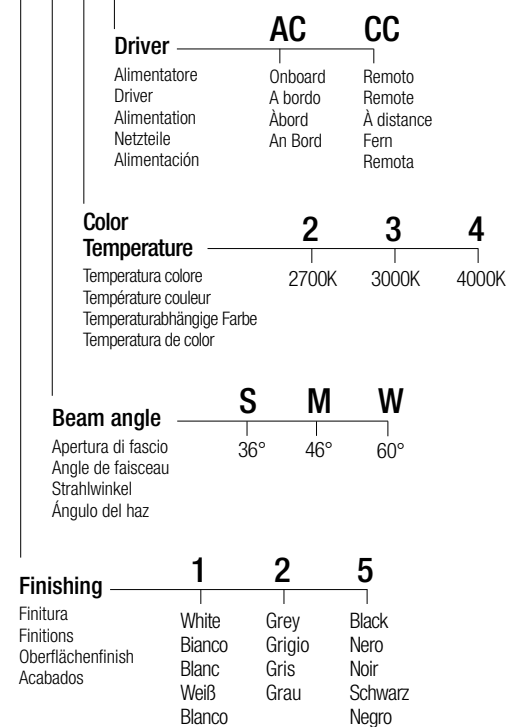 AC CC
Driver
Alimentatore Onboard Remoto
Driver A bordo Remote
Alimentation Àbord À distance
Netzteile An Bord Fern
Alimentación Remota
Color
Temperature 2 3 4
Temperatura colore 2700K 3000K 4000K
Température couleur
Temperaturabhängige Farbe
Temperatura de color
S M W
Beam angle
Apertura di fascio 36° 46° 60°
Angle de faisceau
Strahlwinkel
Ángulo del haz
1 2 5
Finishing
Finitura White Grey Black
Finitions Bianco Grigio Nero
Oberflächenfinish Blanc Gris Noir
Acabados Weiß Grau Schwarz
Blanco Negro